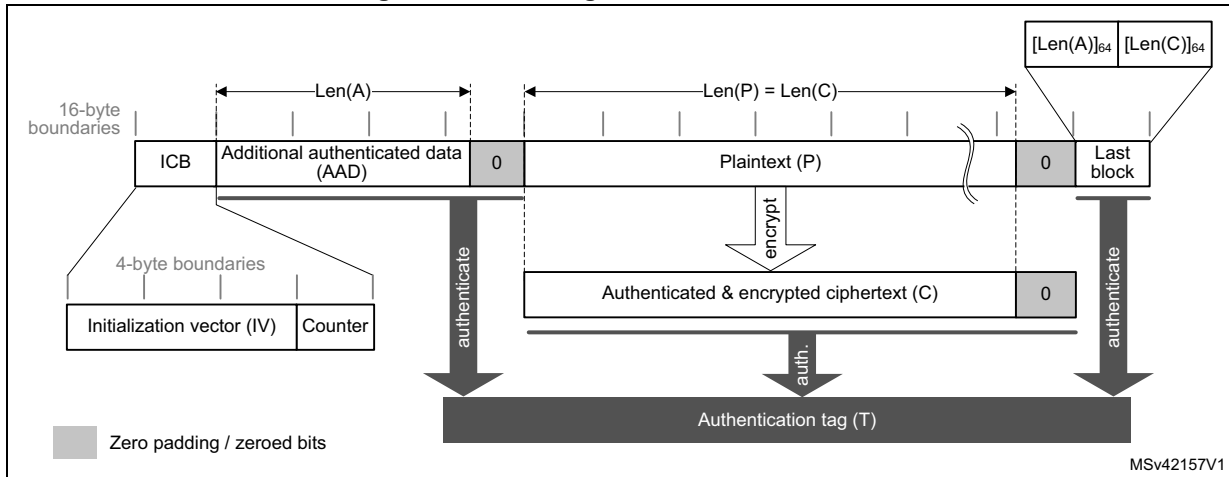 [Len(A)]64 [Len(C)]64
Len(A)
Len(P) = Len(C)
16-byte
boundaries
ICB
Additional authenticated data
(AAD)
0
Plaintext (P)
0
Last
block
encrypt
4-byte boundaries
Initialization vector (IV)
Counter
authenticate
Authenticated & encrypted ciphertext (C)
0
auth.
authenticate
Authentication tag (T)
Zero padding / zeroed bits
MSv42157V1